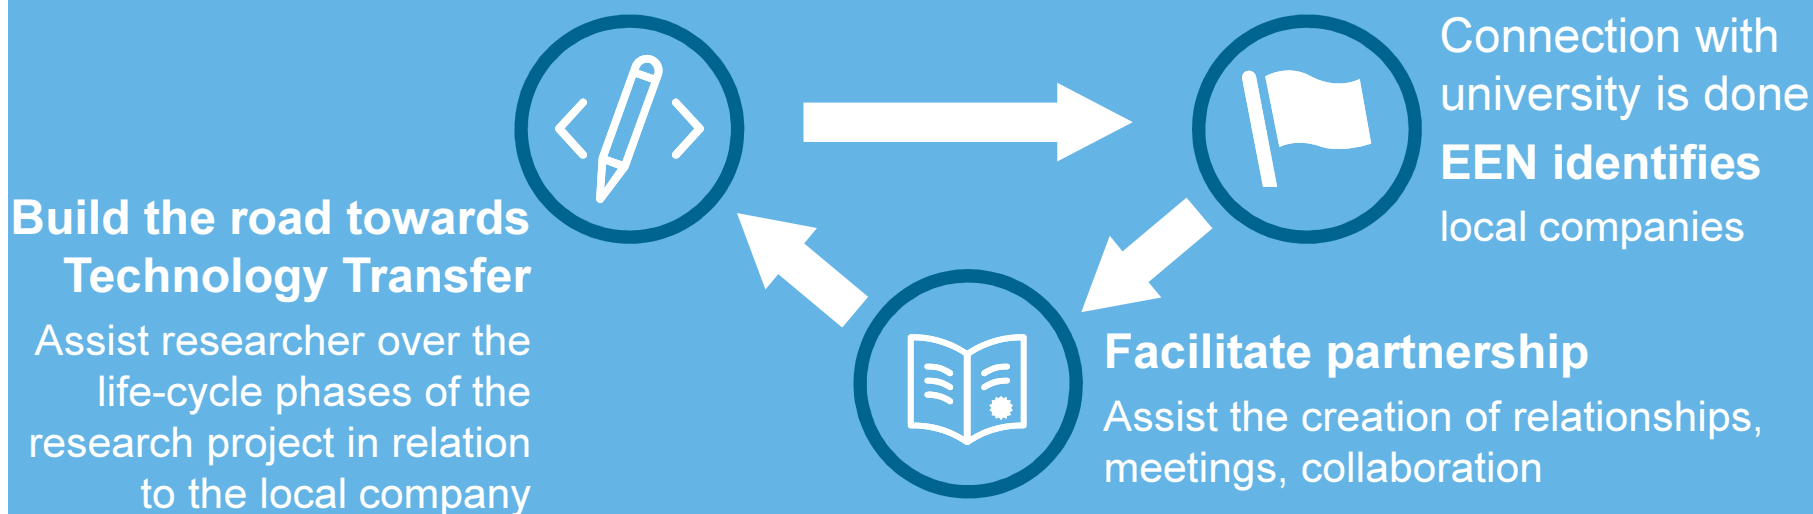 Connection with
university is done
EEN identifies
local companies
Build the road towards
Technology Transfer
Assist researcher over the
life-cycle phases of the
research project in relation
to the local company
Facilitate partnership
Assist the creation of relationships,
meetings, collaboration